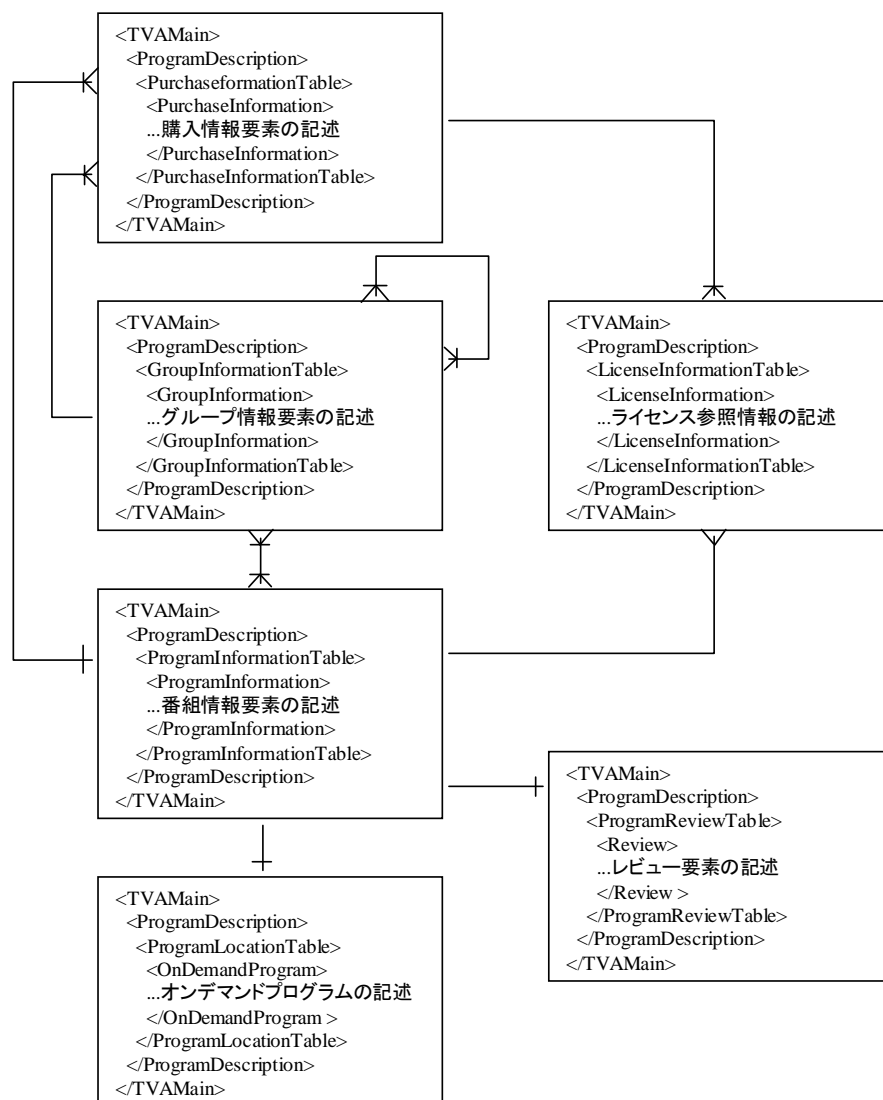 <TVAMain>
<ProgramDescription>
<PurchaseformationTable>
<PurchaseInformation>
...購入情報要素の記述
</PurchaseInformation>
</PurchaseInformationTable>
</ProgramDescription>
</TVAMain>
<TVAMain>
<ProgramDescription>
<GroupInformationTable>
<GroupInformation>
...グループ情報要素の記述
</GroupInformation>
</GroupInformationTable>
</ProgramDescription>
</TVAMain>
<TVAMain>
<ProgramDescription>
<LicenseInformationTable>
<LicenseInformation>
...ライセンス参照情報の記述
</LicenseInformation>
</LicenseInformationTable>
</ProgramDescription>
</TVAMain>
<TVAMain>
<ProgramDescription>
<ProgramInformationTable>
<ProgramInformation>
...番組情報要素の記述
</ProgramInformation>
</ProgramInformationTable>
</ProgramDescription>
</TVAMain>
<TVAMain>
<ProgramDescription>
<ProgramReviewTable>
<Review>
...レビュー要素の記述
</Review >
</ProgramReviewTable>
</ProgramDescription>
</TVAMain>
<TVAMain>
<ProgramDescription>
<ProgramLocationTable>
<OnDemandProgram>
...オンデマンドプログラムの記述
</OnDemandProgram >
</ProgramLocationTable>
</ProgramDescription>
</TVAMain>